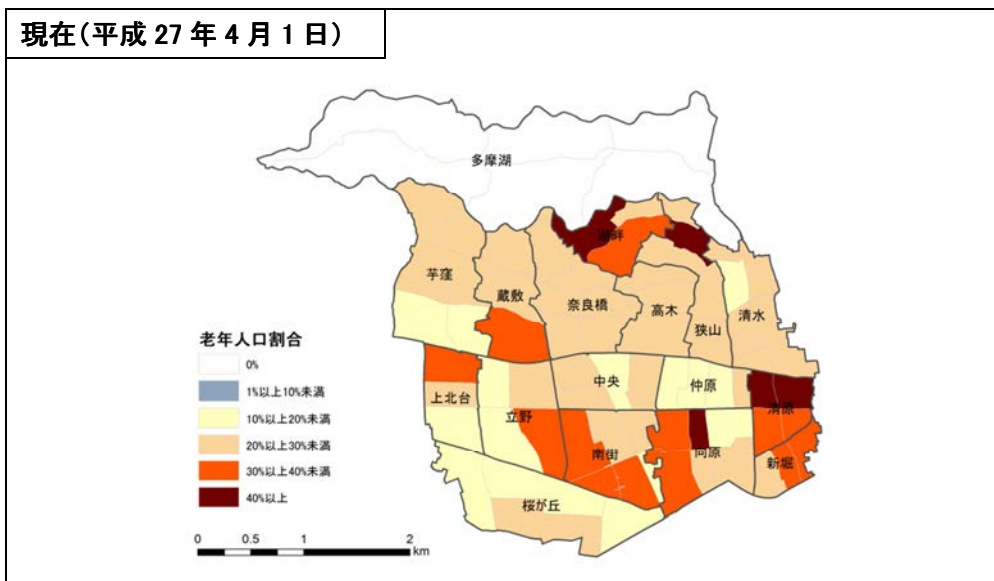 現在（平成 27 年 4 月 1 日）
多摩湖
湖畔
芋窪
蔵敷
奈良橋
高木
狭山
清水
老年人口割合
0%
1%以上10%未満
10%以上20%未満
20%以上30%未満
30%以上40%未満
40%以上
中央
仲原
上北台
立野
清原
南街
向原
新堀
桜が丘
0 0.5 1 2
km